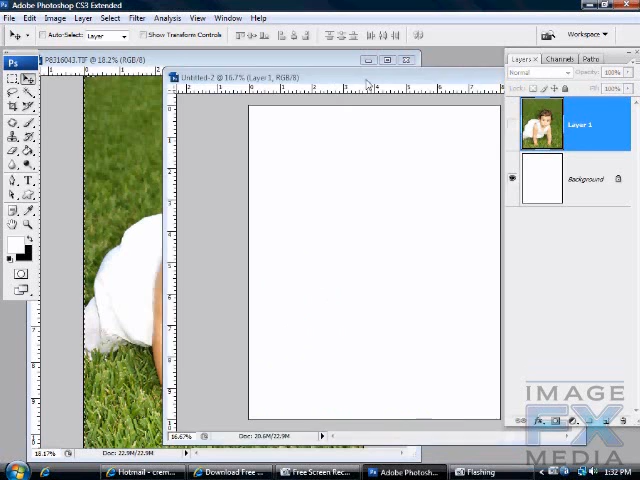 Adobe Photoshop CS3 Extended
File Edit Image Layer Select Filter Analysis View Window Help
Auto-Select: Layer Show Transform Controls Workspace
Ps
P8316043.TIF @ 18.2% (RGB/8)
Untitled-2 @ 16.7% (Layer 1, RGB/8)
Layers Channels Paths
Normal Opacity: 100%
Lock: Fill: 100%
Layer 1
Background
16.67% Doc: 20.6M/22.9M
18.17% Doc: 22.9M/22.9M
IMAGE
FX
MEDIA
Hotmail - crem... Download Free ... Free Screen Rec... Adobe Photosh... Flashing 1:32 PM